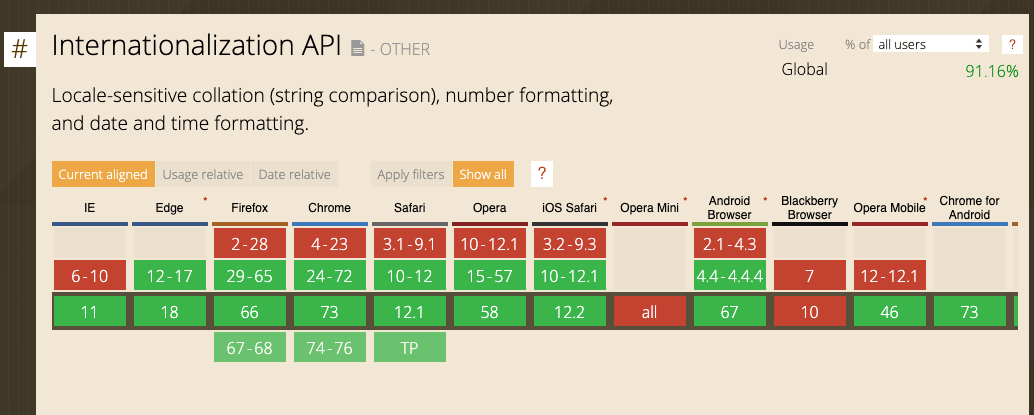 #
Internationalization API - OTHER
Usage % of all users ?
Global 91.16%
Locale-sensitive collation (string comparison), number formatting,
and date and time formatting.
Current aligned Usage relative Date relative Apply filters Show all ?
IE Edge * Firefox Chrome Safari Opera iOS Safari * Opera Mini * Android Browser * Blackberry Browser Opera Mobile * Chrome for Android
2-28 4-23 3.1-9.1 10-12.1 3.2-9.3 2.1-4.3
6-10 12-17 29-65 24-72 10-12 15-57 10-12.1 4.4-4.4.4 7 12-12.1
11 18 66 73 12.1 58 12.2 all 67 10 46 73
67-68 74-76 TP